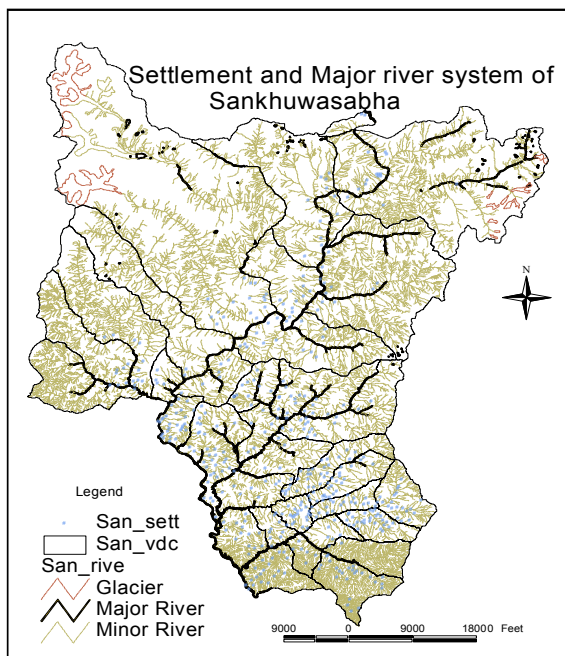 Settlement and Major river system of
Sankhuwasabha
N
Legend
San_sett
San_vdc
San_rive
Glacier
Major River
Minor River
9000 0 9000 18000 Feet